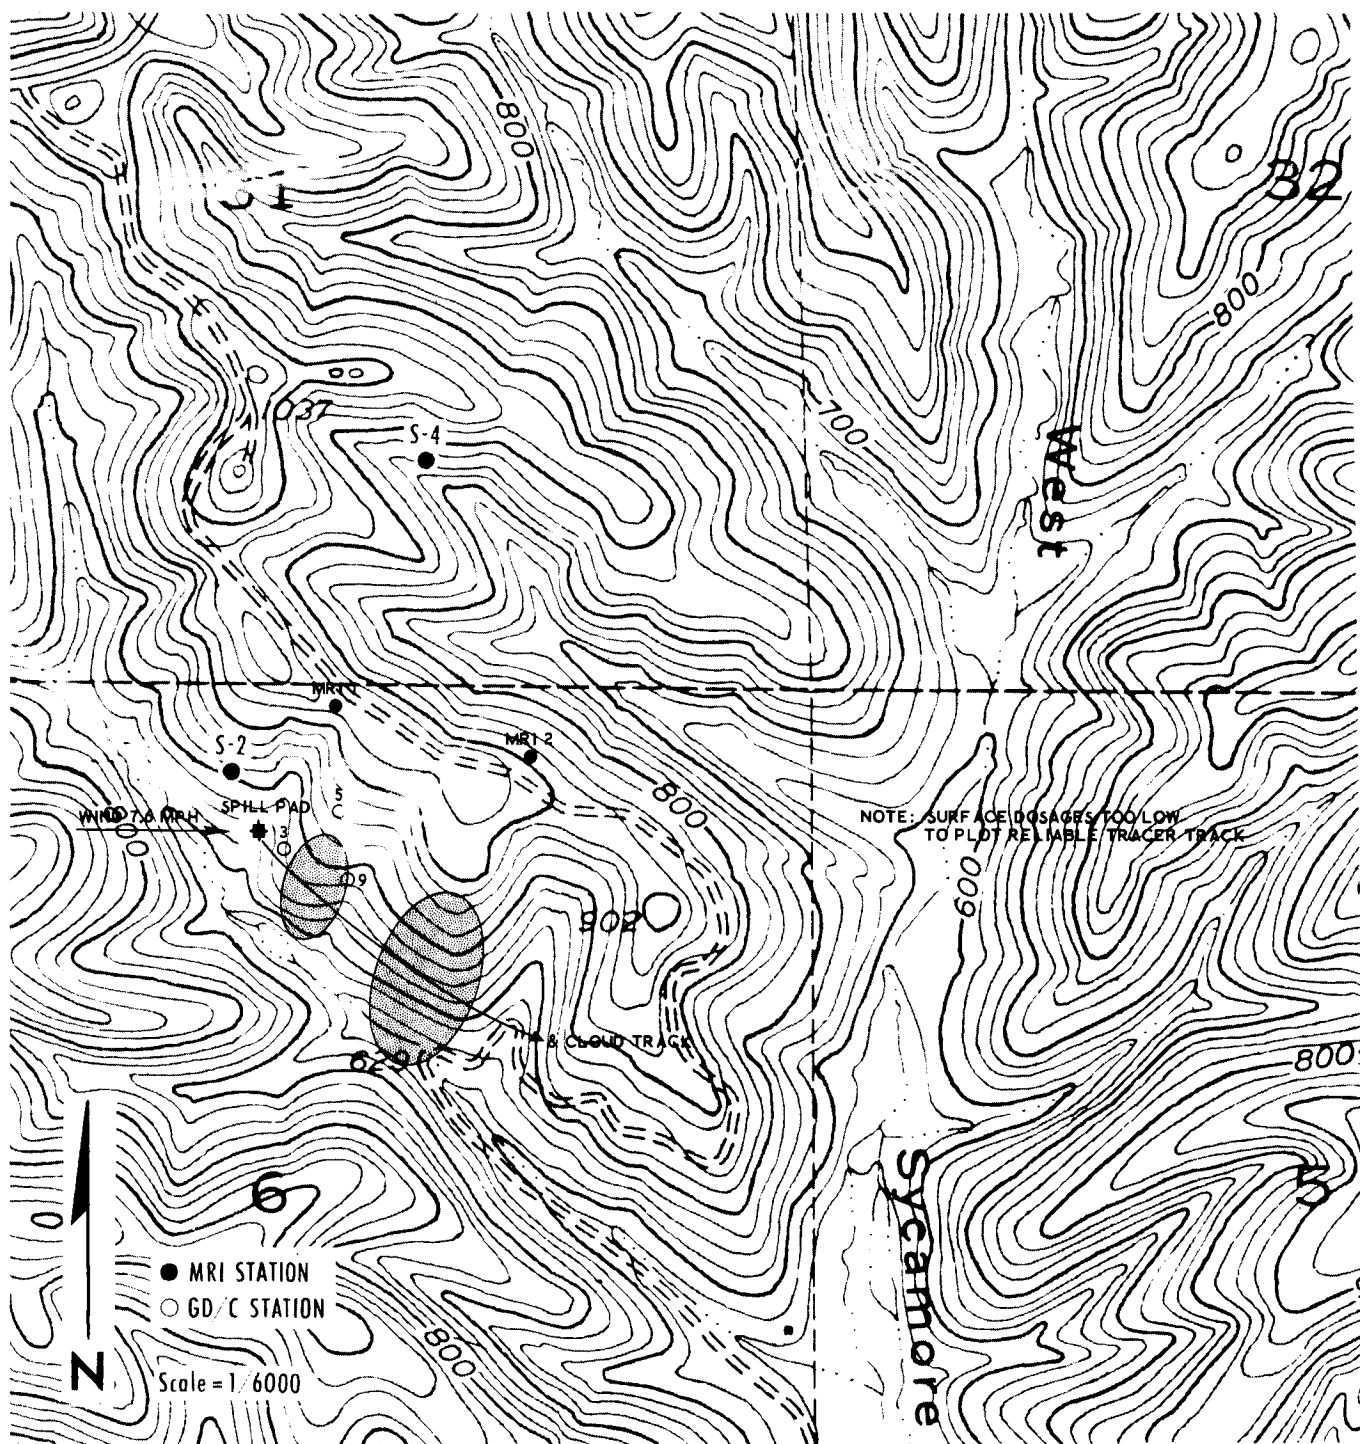 800
32
800
1037
S-4
700
West
MRI 1
S-2
MRI 2
5
SPILL PAD
800
WIND 7.6 MPH
3
NOTE: SURFACE DOSAGES TOO LOW
TO PLOT RELIABLE TRACER TRACK
9
600
902
& CLOUD TRACK
629
800
6
5
Sycamore
0
MRI STATION
GD/C STATION
800
N
Scale = 1/6000